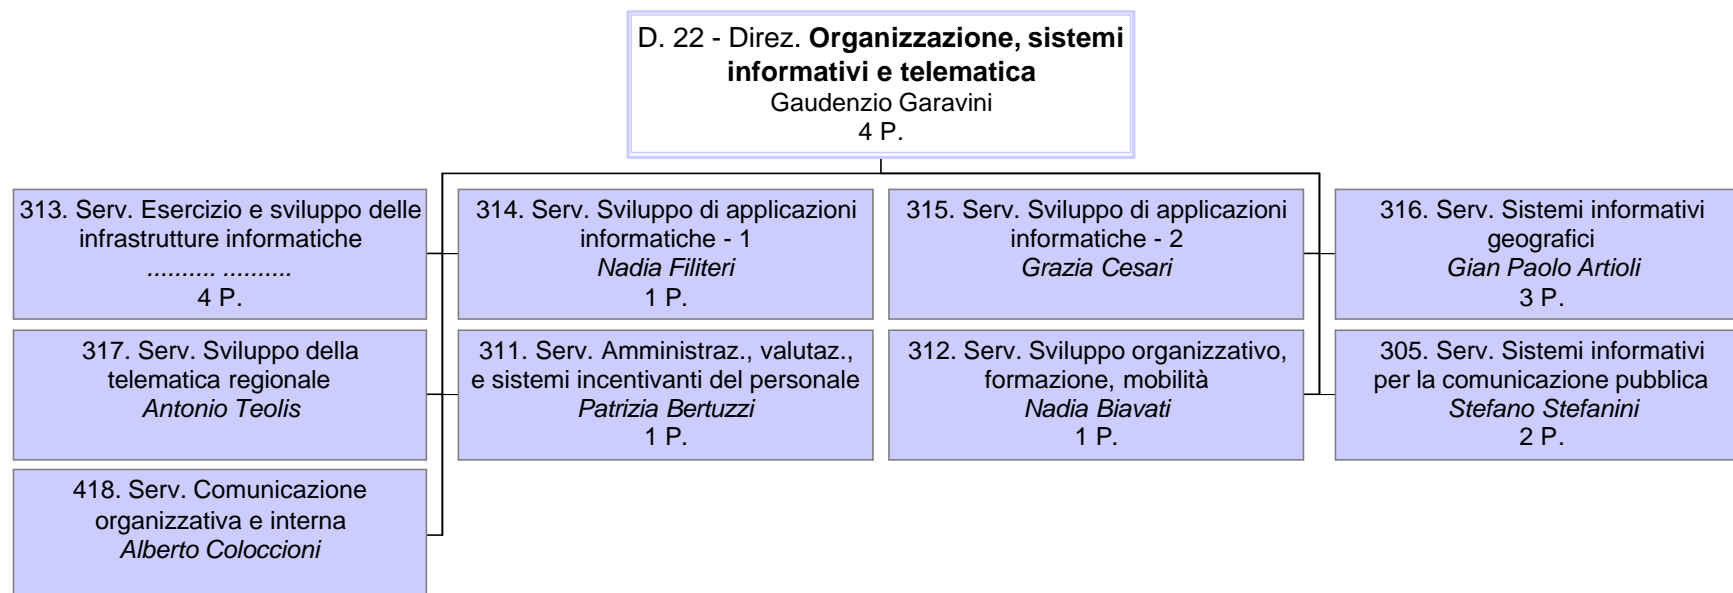 D. 22 - Direz. Organizzazione, sistemi
informativi e telematica
Gaudenzio Garavini
4 P.
313. Serv. Esercizio e sviluppo delle
infrastrutture informatiche
.......... ..........
4 P.
314. Serv. Sviluppo di applicazioni
informatiche - 1
Nadia Filiteri
1 P.
315. Serv. Sviluppo di applicazioni
informatiche - 2
Grazia Cesari
316. Serv. Sistemi informativi
geografici
Gian Paolo Artioli
3 P.
317. Serv. Sviluppo della
telematica regionale
Antonio Teolis
311. Serv. Amministraz., valutaz.,
e sistemi incentivanti del personale
Patrizia Bertuzzi
1 P.
312. Serv. Sviluppo organizzativo,
formazione, mobilità
Nadia Biavati
1 P.
305. Serv. Sistemi informativi
per la comunicazione pubblica
Stefano Stefanini
2 P.
418. Serv. Comunicazione
organizzativa e interna
Alberto Coloccioni